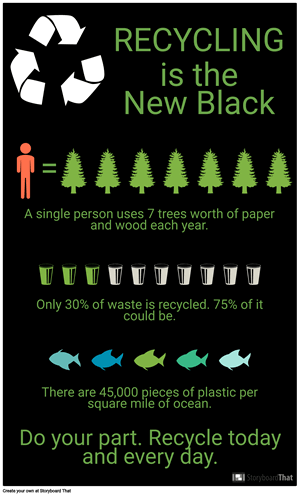 RECYCLING
is the
New Black
=
A single person uses 7 trees worth of paper
and wood each year.
Only 30% of waste is recycled. 75% of it
could be.
There are 45,000 pieces of plastic per
square mile of ocean.
Do your part. Recycle today
and every day.
StoryboardThat
Create your own at Storyboard That